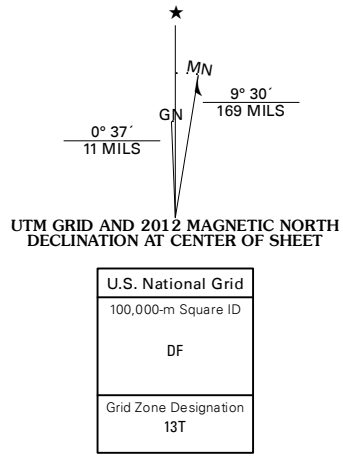 ★
MN
GN
9° 30´
169 MILS
0° 37´
11 MILS
UTM GRID AND 2012 MAGNETIC NORTH
DECLINATION AT CENTER OF SHEET
U.S. National Grid
100,000-m Square ID
DF
Grid Zone Designation
13T